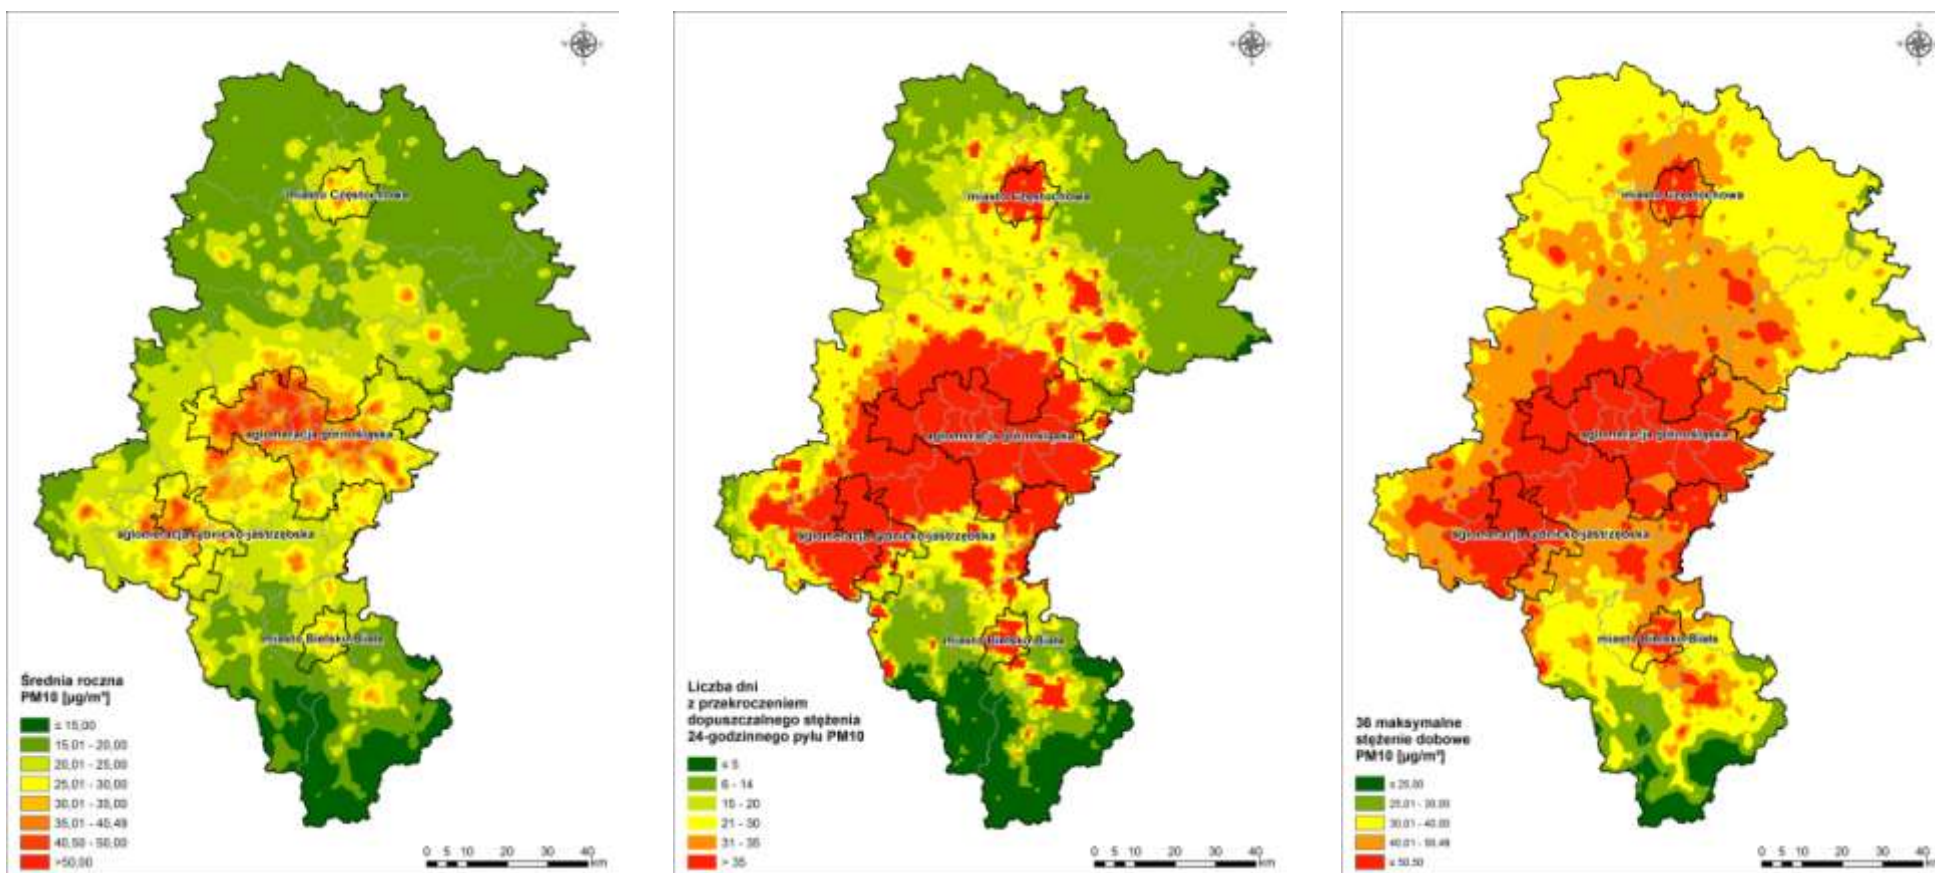 miasto Częstochowa
aglomeracja górnośląska
aglomeracja rybnicko-jastrzębska
miasto Bielsko-Biała
Średnia roczna
PM10 [µg/m³]
≤ 15,00
15,01 - 20,00
20,01 - 25,00
25,01 - 30,00
30,01 - 35,00
35,01 - 40,49
40,50 - 50,00
>50,00
0 5 10 20 30 40
km
miasto Częstochowa
aglomeracja górnośląska
aglomeracja rybnicko-jastrzębska
miasto Bielsko-Biała
Liczba dni
z przekroczeniem
dopuszczalnego stężenia
24-godzinnego pyłu PM10
≤ 5
6 - 14
15 - 20
21 - 30
31 - 35
> 35
0 5 10 20 30 40
km
miasto Częstochowa
aglomeracja górnośląska
aglomeracja rybnicko-jastrzębska
miasto Bielsko-Biała
36 maksymalne
stężenie dobowe
PM10 [µg/m³]
≤ 25,00
25,01 - 30,00
30,01 - 40,00
40,01 - 50,49
≥ 50,50
0 5 10 20 30 40